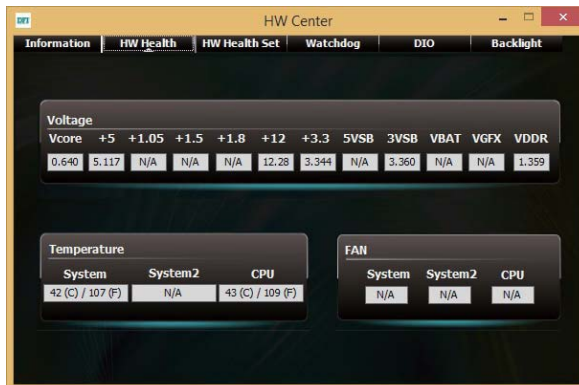 DFI HW Center
Information HW Health HW Health Set Watchdog DIO Backlight
Voltage
Vcore +5 +1.05 +1.5 +1.8 +12 +3.3 5VSB 3VSB VBAT VGFX VDDR
0.640 5.117 N/A N/A N/A 12.28 3.344 N/A 3.360 N/A N/A 1.359
Temperature
System System2 CPU
42 (C) / 107 (F) N/A 43 (C) / 109 (F)
FAN
System System2 CPU
N/A N/A N/A